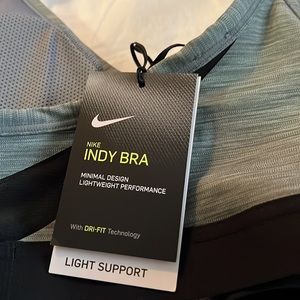 NIKE
INDY BRA
MINIMAL DESIGN
LIGHTWEIGHT PERFORMANCE
With DRI-FIT Technology
LIGHT SUPPORT